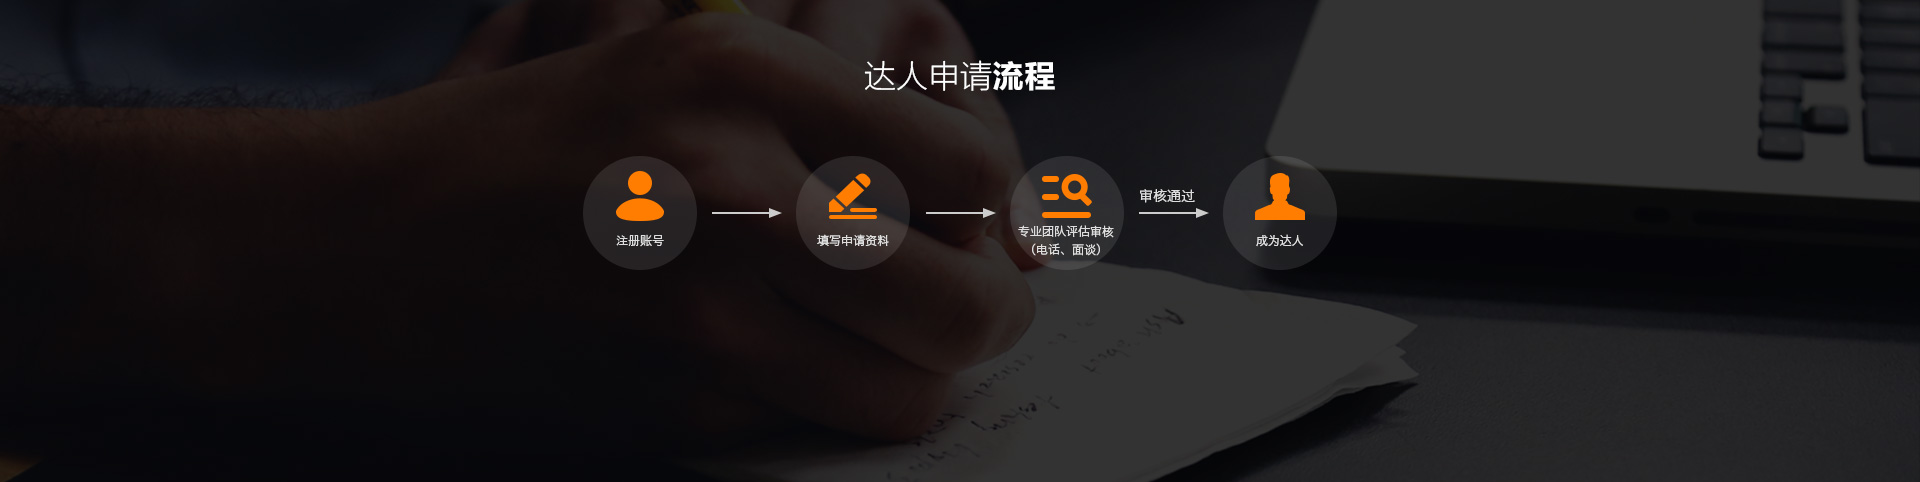 达人申请流程
审核通过
注册账号
填写申请资料
专业团队评估审核
（电话、面谈）
成为达人